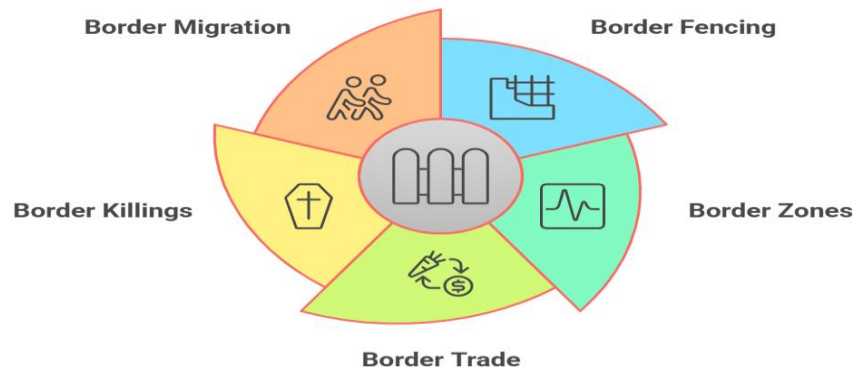 Border Migration
Border Fencing
Border Killings
Border Zones
Border Trade